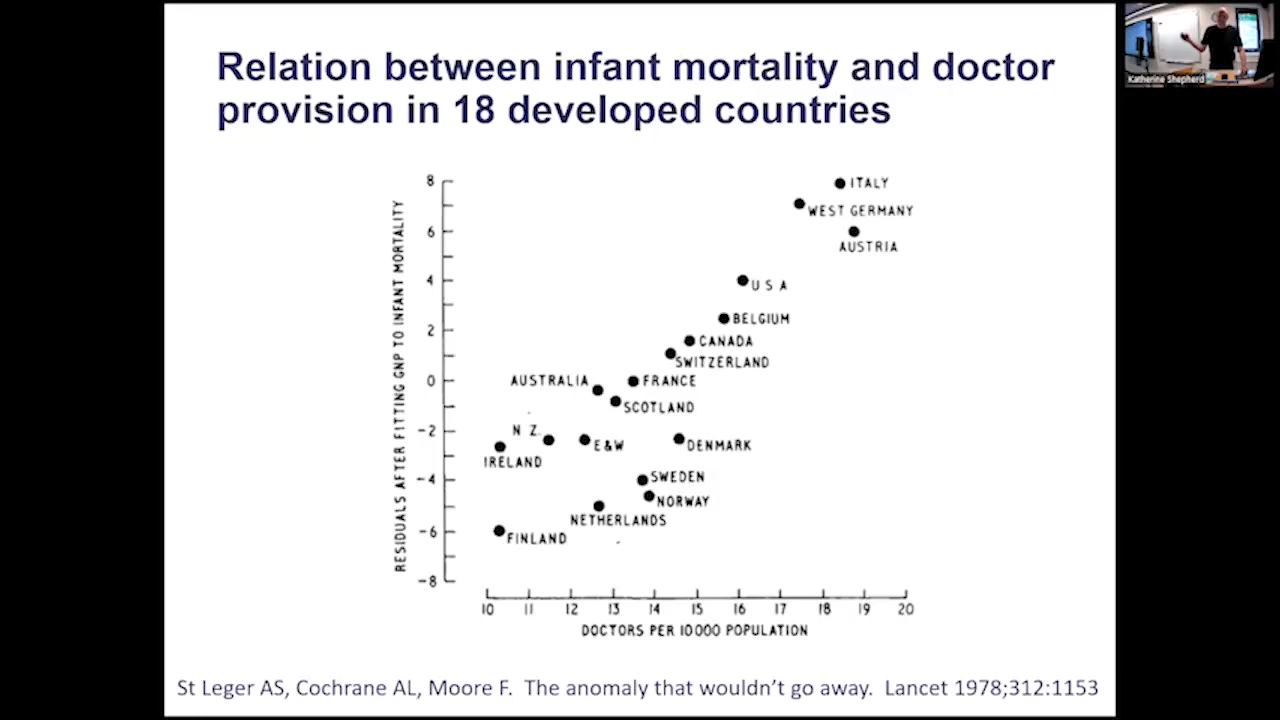 Relation between infant mortality and doctor
provision in 18 developed countries
Katherine Shepherd
RESIDUALS AFTER FITTING GNP TO INFANT MORTALITY
8
6
4
2
0
-2
-4
-6
-8
ITALY
WEST GERMANY
AUSTRIA
U S A
BELGIUM
CANADA
SWITZERLAND
AUSTRALIA
FRANCE
SCOTLAND
N Z.
E&W
DENMARK
IRELAND
SWEDEN
NORWAY
NETHERLANDS
FINLAND
10 11 12 13 14 15 16 17 18 19 20
DOCTORS PER 10000 POPULATION
St Leger AS, Cochrane AL, Moore F. The anomaly that wouldn't go away. Lancet 1978;312:1153